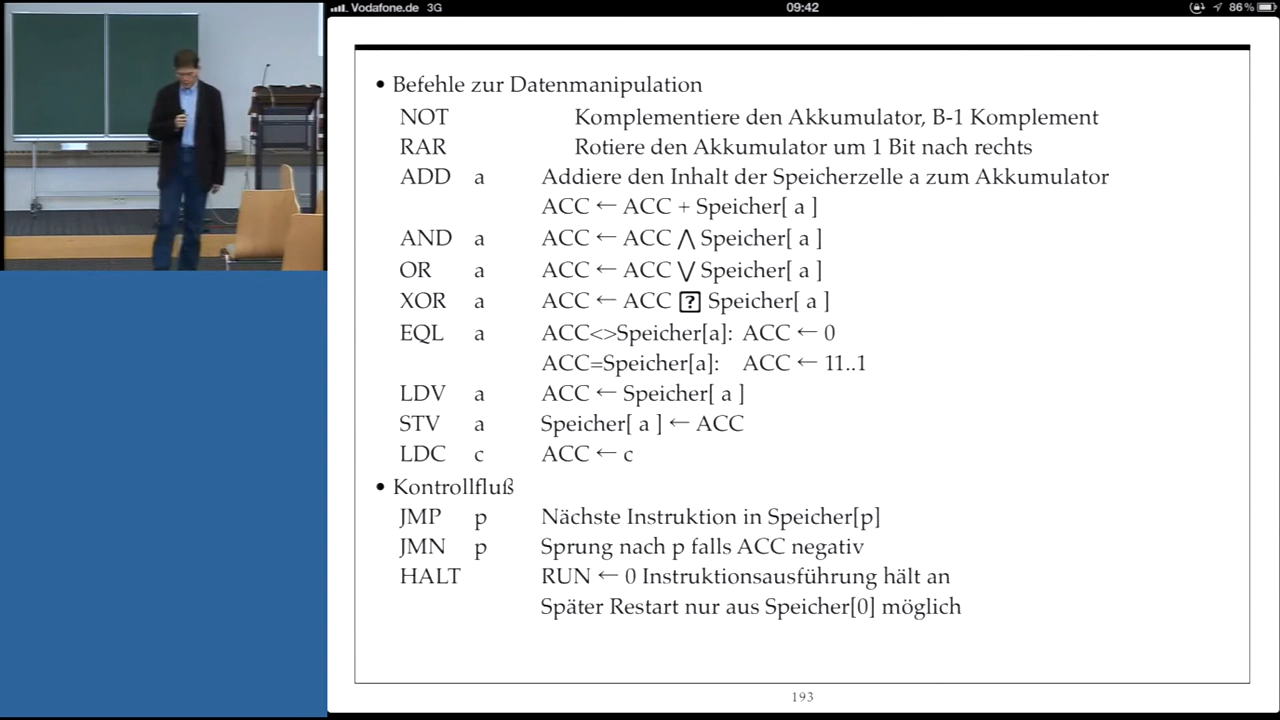 Vodafone.de 3G 09:42 86%
• Befehle zur Datenmanipulation
NOT Komplementiere den Akkumulator, B-1 Komplement
RAR Rotiere den Akkumulator um 1 Bit nach rechts
ADD a Addiere den Inhalt der Speicherzelle a zum Akkumulator
ACC ← ACC + Speicher[ a ]
AND a ACC ← ACC ⋀ Speicher[ a ]
OR a ACC ← ACC ⋁ Speicher[ a ]
XOR a ACC ← ACC ? Speicher[ a ]
EQL a ACC<>Speicher[a]: ACC ← 0
ACC=Speicher[a]: ACC ← 11..1
LDV a ACC ← Speicher[ a ]
STV a Speicher[ a ] ← ACC
LDC c ACC ← c
• Kontrollfluß
JMP p Nächste Instruktion in Speicher[p]
JMN p Sprung nach p falls ACC negativ
HALT RUN ← 0 Instruktionsausführung hält an
Später Restart nur aus Speicher[0] möglich
193